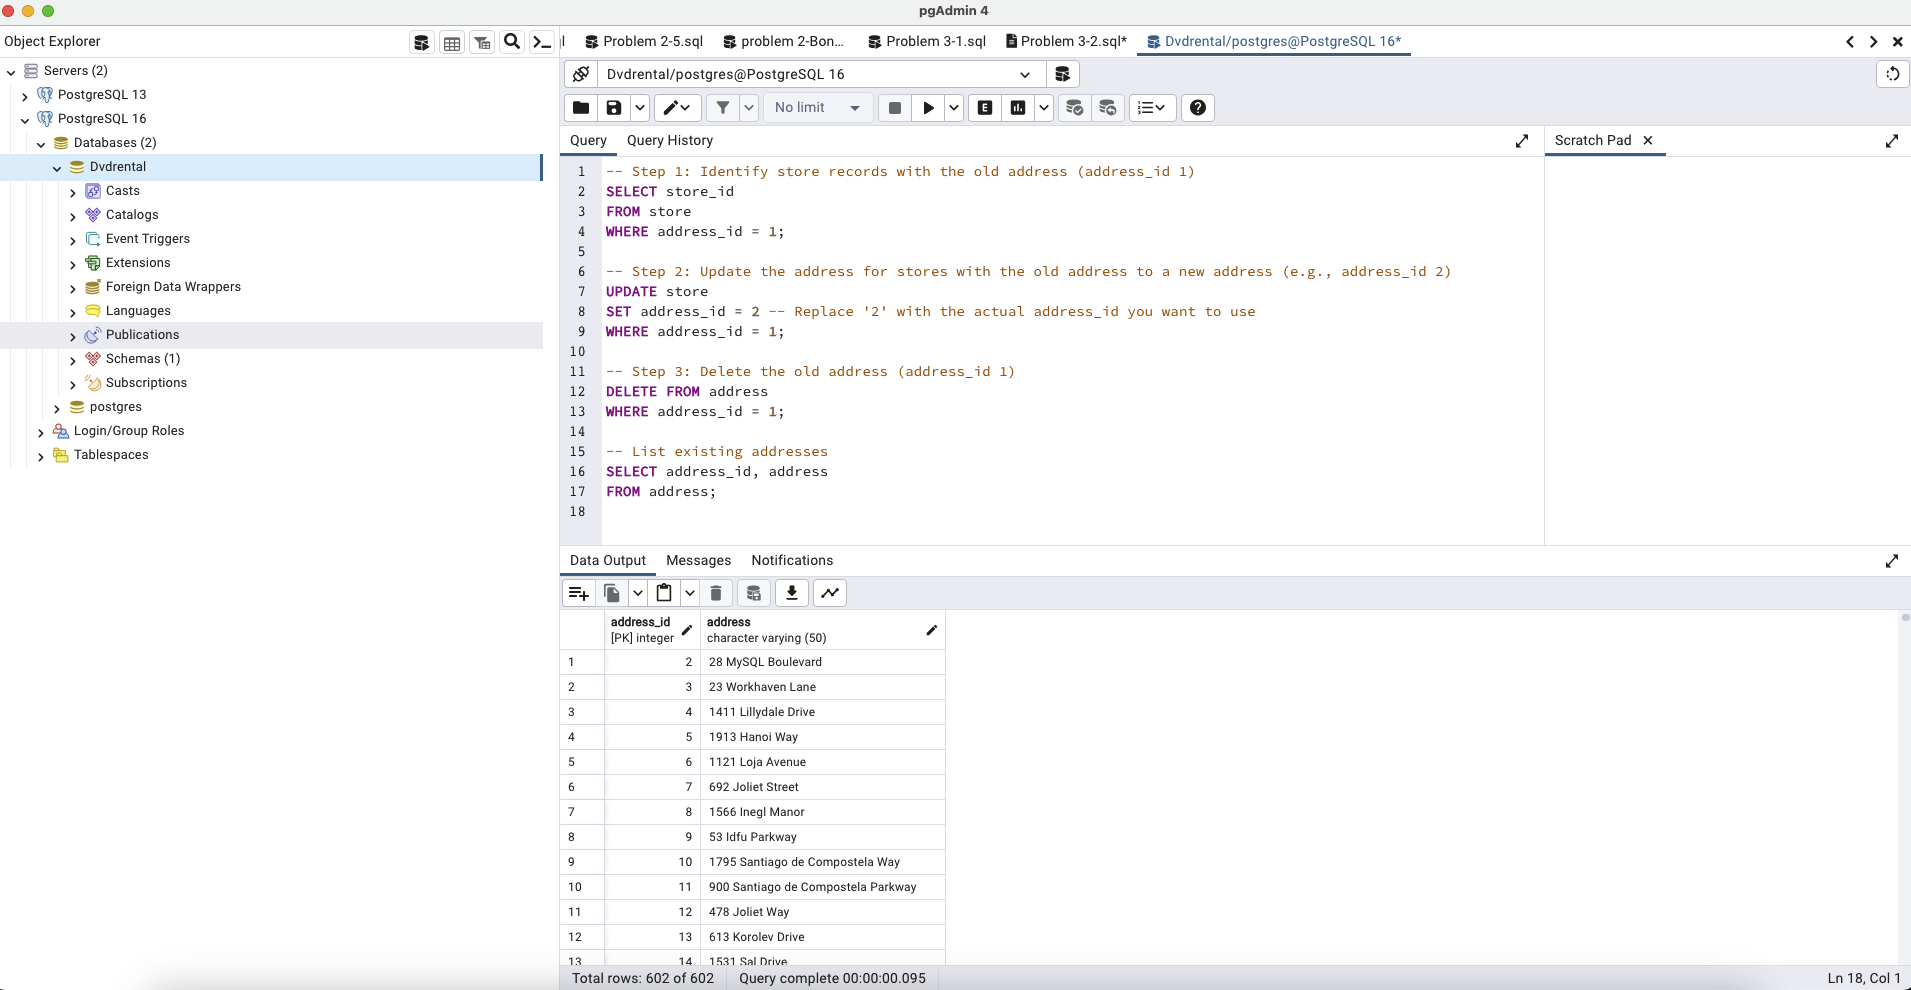 pgAdmin 4
Object Explorer
Problem 2-5.sql
problem 2-Bon...
Problem 3-1.sql
Problem 3-2.sql*
Dvdrental/postgres@PostgreSQL 16*
Servers (2)
PostgreSQL 13
PostgreSQL 16
Databases (2)
Dvdrental
Casts
Catalogs
Event Triggers
Extensions
Foreign Data Wrappers
Languages
Publications
Schemas (1)
Subscriptions
postgres
Login/Group Roles
Tablespaces
Dvdrental/postgres@PostgreSQL 16
No limit
E
Query
Query History
Scratch Pad
1 -- Step 1: Identify store records with the old address (address_id 1)
2 SELECT store_id
3 FROM store
4 WHERE address_id = 1;
5
6 -- Step 2: Update the address for stores with the old address to a new address (e.g., address_id 2)
7 UPDATE store
8 SET address_id = 2 -- Replace '2' with the actual address_id you want to use
9 WHERE address_id = 1;
10
11 -- Step 3: Delete the old address (address_id 1)
12 DELETE FROM address
13 WHERE address_id = 1;
14
15 -- List existing addresses
16 SELECT address_id, address
17 FROM address;
18
Data Output
Messages
Notifications
address_id
[PK] integer
address
character varying (50)
1 2 28 MySQL Boulevard
2 3 23 Workhaven Lane
3 4 1411 Lillydale Drive
4 5 1913 Hanoi Way
5 6 1121 Loja Avenue
6 7 692 Joliet Street
7 8 1566 Inegl Manor
8 9 53 Idfu Parkway
9 10 1795 Santiago de Compostela Way
10 11 900 Santiago de Compostela Parkway
11 12 478 Joliet Way
12 13 613 Korolev Drive
13 14 1531 Sal Drive
Total rows: 602 of 602
Query complete 00:00:00.095
Ln 18, Col 1